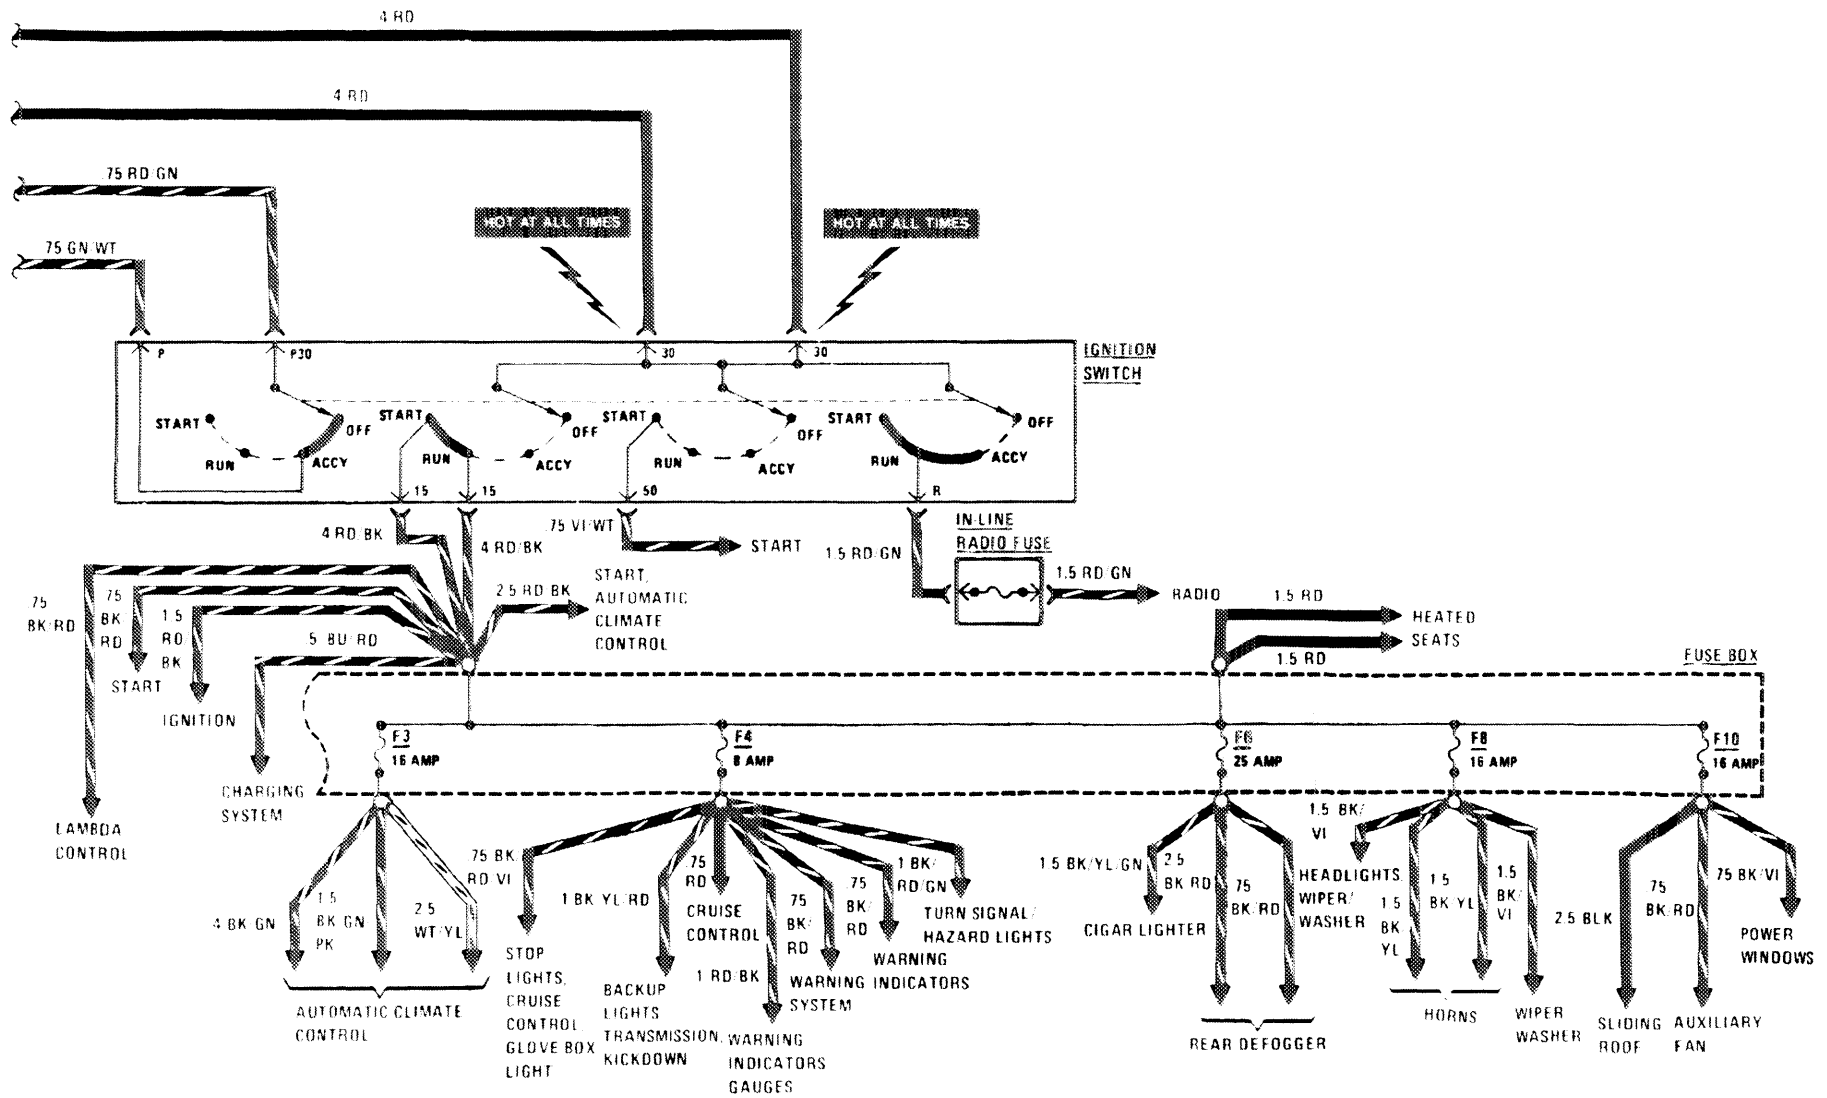 4 RD
4 RD
.75 RD/GN
.75 GN/WT
HOT AT ALL TIMES
HOT AT ALL TIMES
P
P30
30
30
IGNITION
SWITCH
START
RUN
ACCY
OFF
START
RUN
ACCY
OFF
START
RUN
ACCY
OFF
START
RUN
ACCY
OFF
15
15
50
R
4 RD/BK
4 RD/BK
.75 VI/WT
START
1.5 RD/GN
IN-LINE
RADIO FUSE
1.5 RD/GN
RADIO
2.5 RD BK
START,
AUTOMATIC
CLIMATE
CONTROL
.75
BK/RD
.75
BK
RD
START
1.5
RD
BK
IGNITION
.5 BU/RD
CHARGING
SYSTEM
LAMBDA
CONTROL
1.5 RD
HEATED
SEATS
1.5 RD
FUSE BOX
F3
16 AMP
F4
8 AMP
F6
25 AMP
F8
16 AMP
F10
16 AMP
4 BK GN
1.5
BK GN
PK
2.5
WT/YL
AUTOMATIC CLIMATE
CONTROL
.75 BK
RD VI
STOP
LIGHTS,
CRUISE
CONTROL,
GLOVE BOX
LIGHT
1 BK YL/RD
BACKUP
LIGHTS
TRANSMISSION,
KICKDOWN
.75
RD
CRUISE
CONTROL
1 RD/BK
WARNING
INDICATORS
GAUGES
.75
BK/
RD
WARNING
SYSTEM
.75
BK/
RD
WARNING
INDICATORS
1 BK/
RD/GN
TURN SIGNAL/
HAZARD LIGHTS
1.5 BK/YL/GN
CIGAR LIGHTER
2.5
BK RD
.75
BK/RD
REAR DEFOGGER
1.5 BK/
VI
HEADLIGHTS,
WIPER/
WASHER
1.5
BK
YL
1.5
BK/YL
HORNS
1.5
BK/
VI
WIPER
WASHER
2.5 BLK
SLIDING
ROOF
.75
BK/RD
AUXILIARY
FAN
.75 BK/VI
POWER
WINDOWS